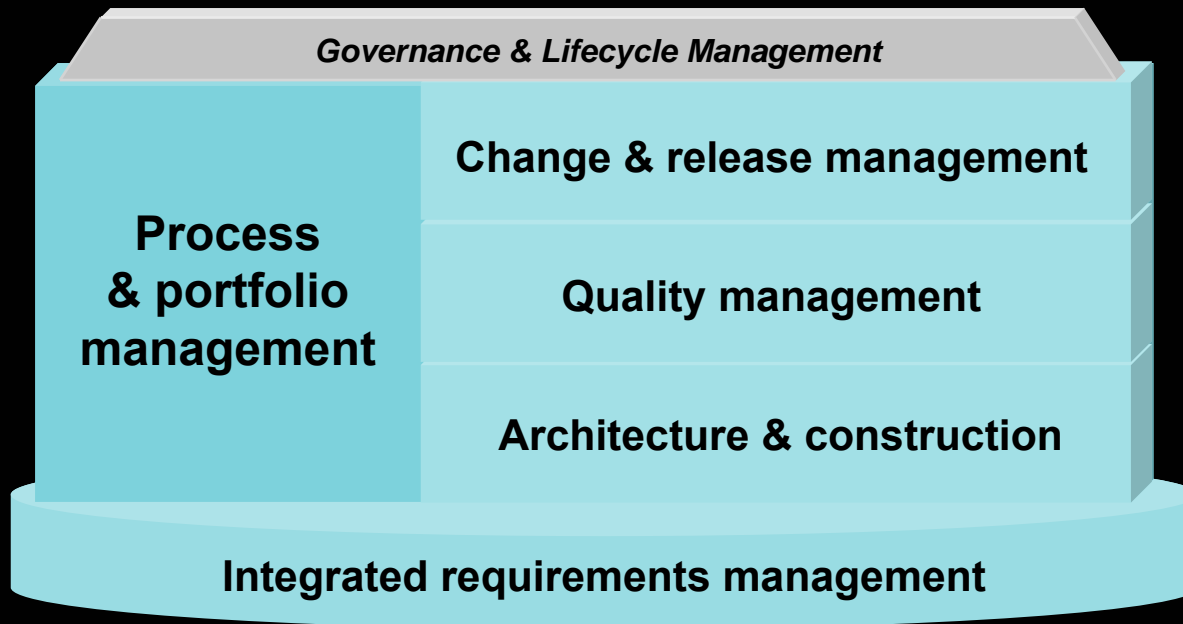 Governance & Lifecycle Management
Process
& portfolio
management
Change & release management
Quality management
Architecture & construction
Integrated requirements management